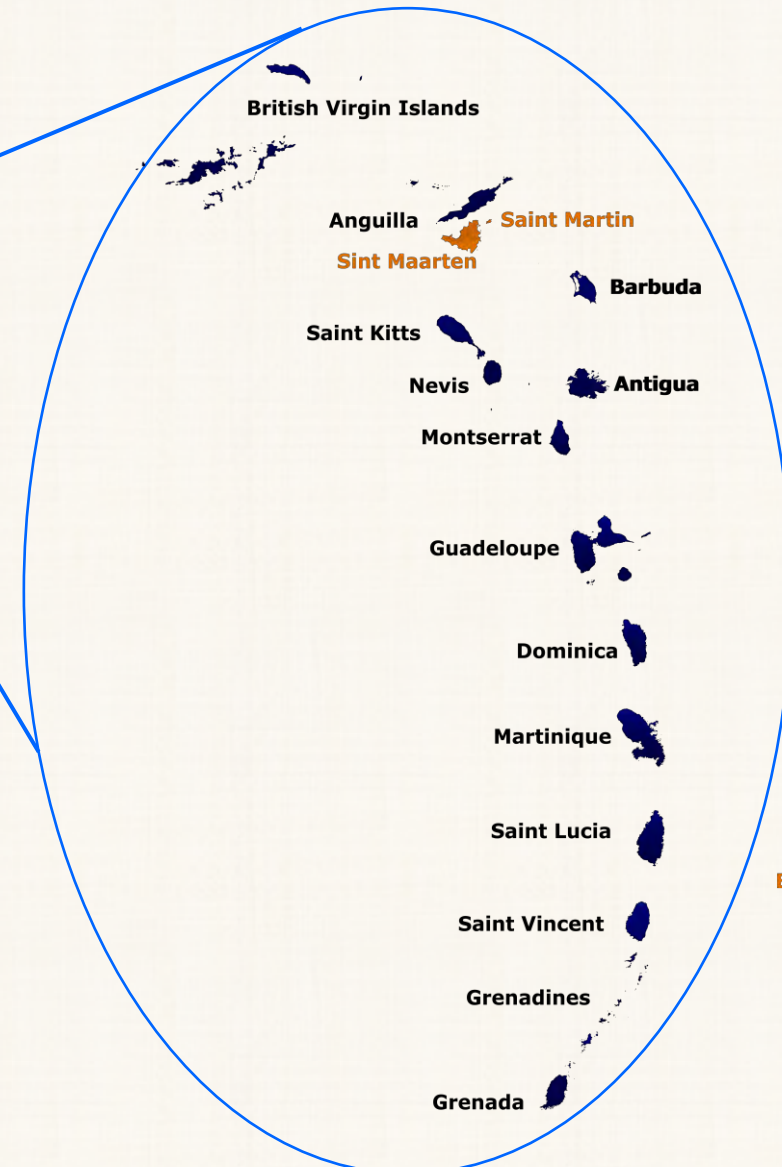 British Virgin Islands
Anguilla
Saint Martin
Sint Maarten
Barbuda
Saint Kitts
Nevis
Antigua
Montserrat
Guadeloupe
Dominica
Martinique
Saint Lucia
Saint Vincent
Grenadines
Grenada